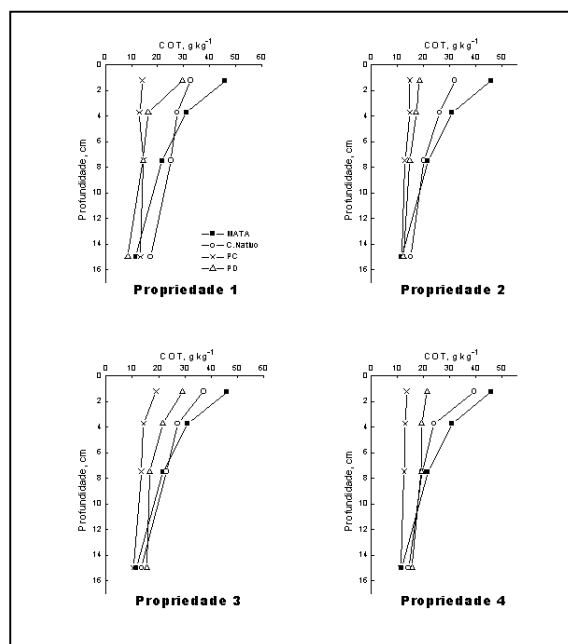 COT, g kg⁻¹
0 10 20 30 40 50 60
Profundidade, cm
0
2
4
6
8
10
12
14
16
MATA
C.Nativo
PC
PD
Propriedade 1
COT, g kg⁻¹
0 10 20 30 40 50
Profundidade, cm
0
2
4
6
8
10
12
14
16
Propriedade 2
COT, g kg⁻¹
0 10 20 30 40 50 60
Profundidade, cm
0
2
4
6
8
10
12
14
16
Propriedade 3
COT, g kg⁻¹
0 10 20 30 40 50
Profundidade, cm
0
2
4
6
8
10
12
14
16
Propriedade 4